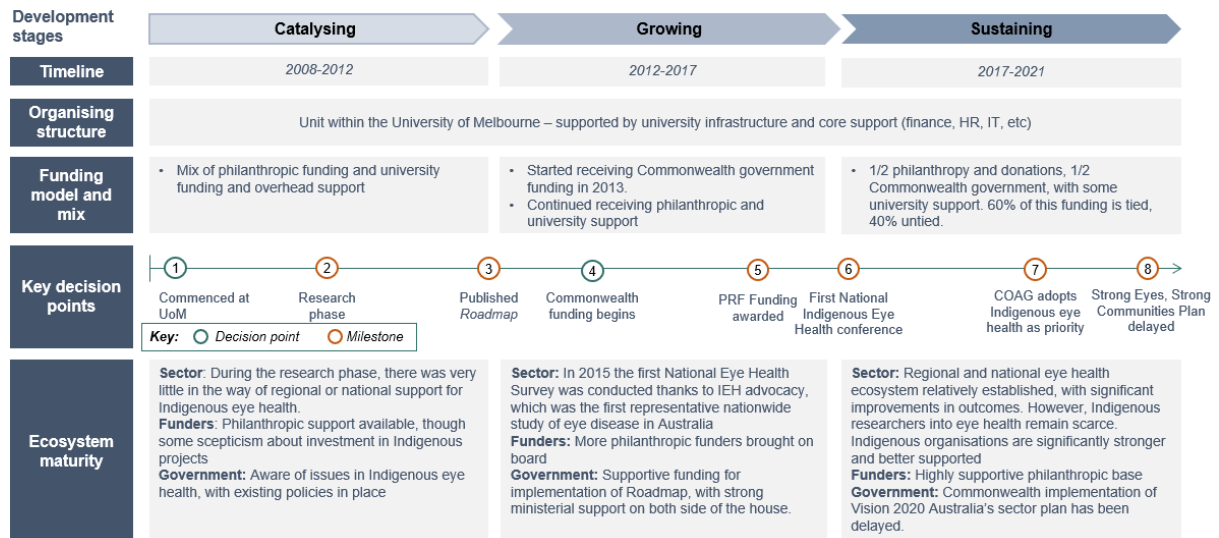 Development
stages
Catalysing
Growing
Sustaining
Timeline
2008-2012
2012-2017
2017-2021
Organising
structure
Unit within the University of Melbourne – supported by university infrastructure and core support (finance, HR, IT, etc)
Funding
model and
mix
• Mix of philanthropic funding and university
funding and overhead support
• Started receiving Commonwealth government
funding in 2013.
• Continued receiving philanthropic and
university support
• 1/2 philanthropy and donations, 1/2
Commonwealth government, with some
university support. 60% of this funding is tied,
40% untied.
Key decision
points
1
Commenced at
UoM
2
Research
phase
3
Published
Roadmap
4
Commonwealth
funding begins
5
PRF Funding
awarded
6
First National
Indigenous Eye
Health conference
7
COAG adopts
Indigenous eye
health as priority
8
Strong Eyes, Strong
Communities Plan
delayed
Key:
Decision point
Milestone
Ecosystem
maturity
Sector: During the research phase, there was very
little in the way of regional or national support for
Indigenous eye health.
Funders: Philanthropic support available, though
some scepticism about investment in Indigenous
projects
Government: Aware of issues in Indigenous eye
health, with existing policies in place
Sector: In 2015 the first National Eye Health
Survey was conducted thanks to IEH advocacy,
which was the first representative nationwide
study of eye disease in Australia
Funders: More philanthropic funders brought on
board
Government: Supportive funding for
implementation of Roadmap, with strong
ministerial support on both side of the house.
Sector: Regional and national eye health
ecosystem relatively established, with significant
improvements in outcomes. However, Indigenous
researchers into eye health remain scarce.
Indigenous organisations are significantly stronger
and better supported
Funders: Highly supportive philanthropic base
Government: Commonwealth implementation of
Vision 2020 Australia's sector plan has been
delayed.